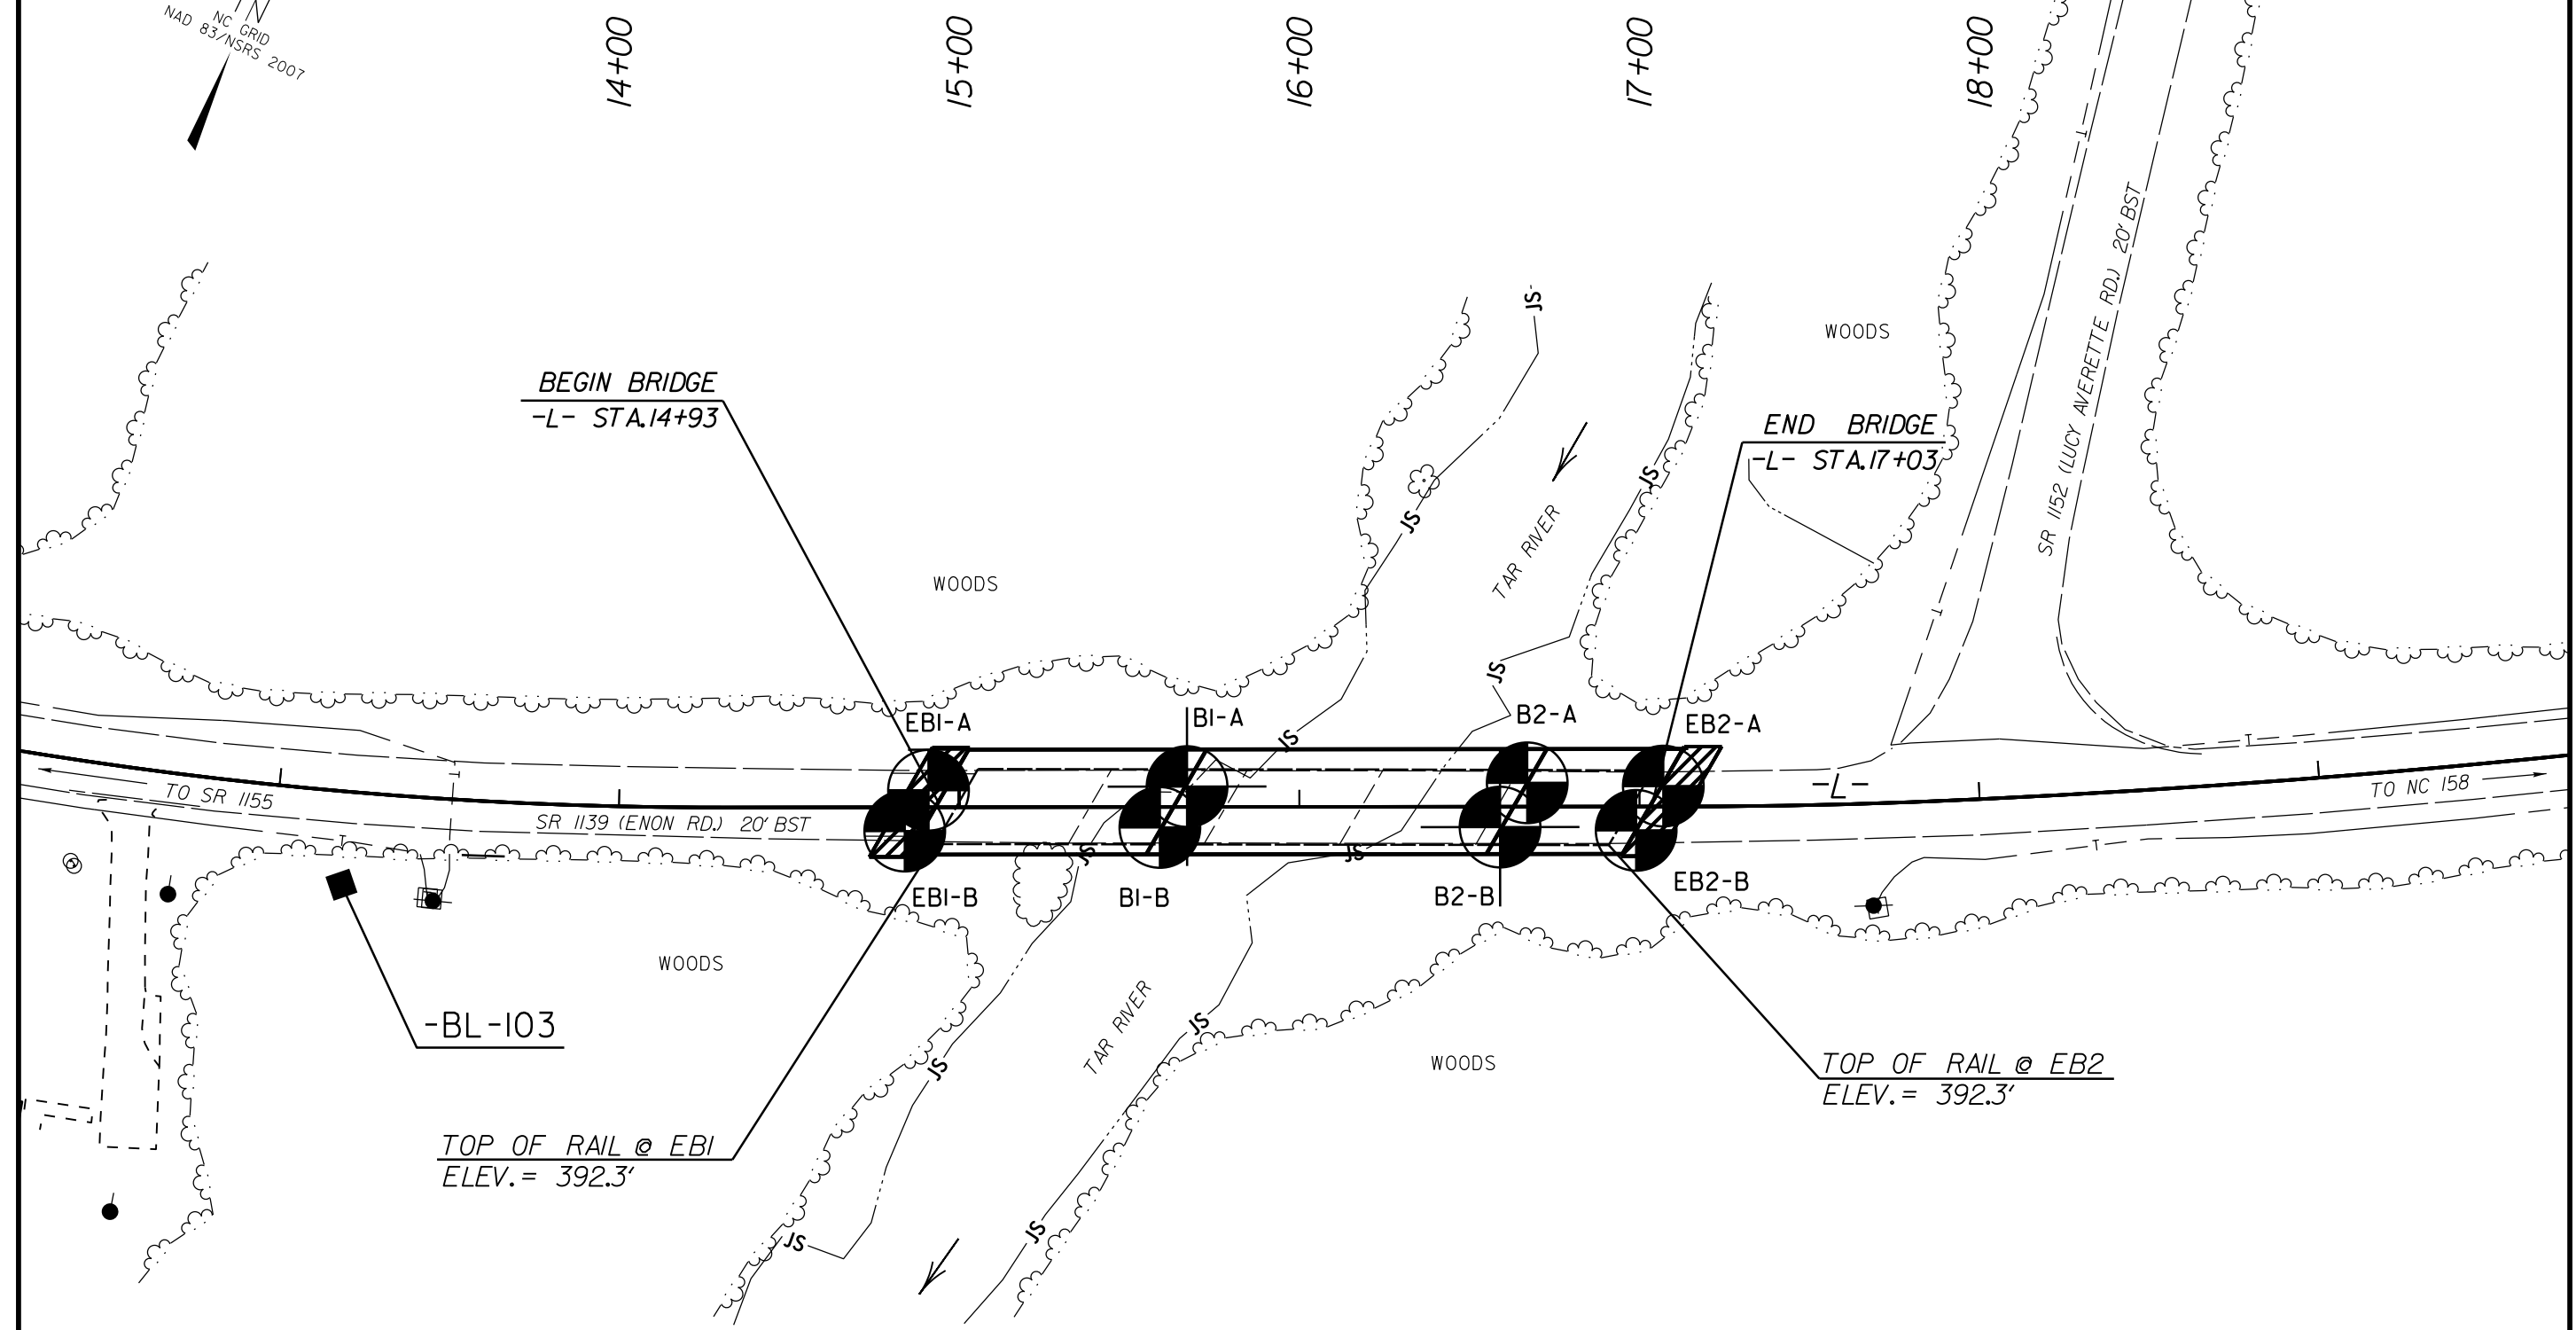 N
NC GRID
NAD 83/NSRS 2007
14+00
15+00
16+00
17+00
18+00
JS
WOODS
BEGIN BRIDGE
-L- STA.14+93
END BRIDGE
-L- STA.17+03
SR 1152 (LUCY AVERETTE RD.) 20' BST
JS
JS
TAR RIVER
WOODS
JS
EB1-A
B1-A
B2-A
EB2-A
JS
-L-
TO SR 1155
TO NC 158
SR 1139 (ENON RD.) 20' BST
JS
JS
EB1-B
B1-B
B2-B
EB2-B
WOODS
-BL-103
TAR RIVER
JS
JS
WOODS
TOP OF RAIL @ EB2
ELEV.= 392.3'
TOP OF RAIL @ EB1
ELEV.= 392.3'
JS
JS